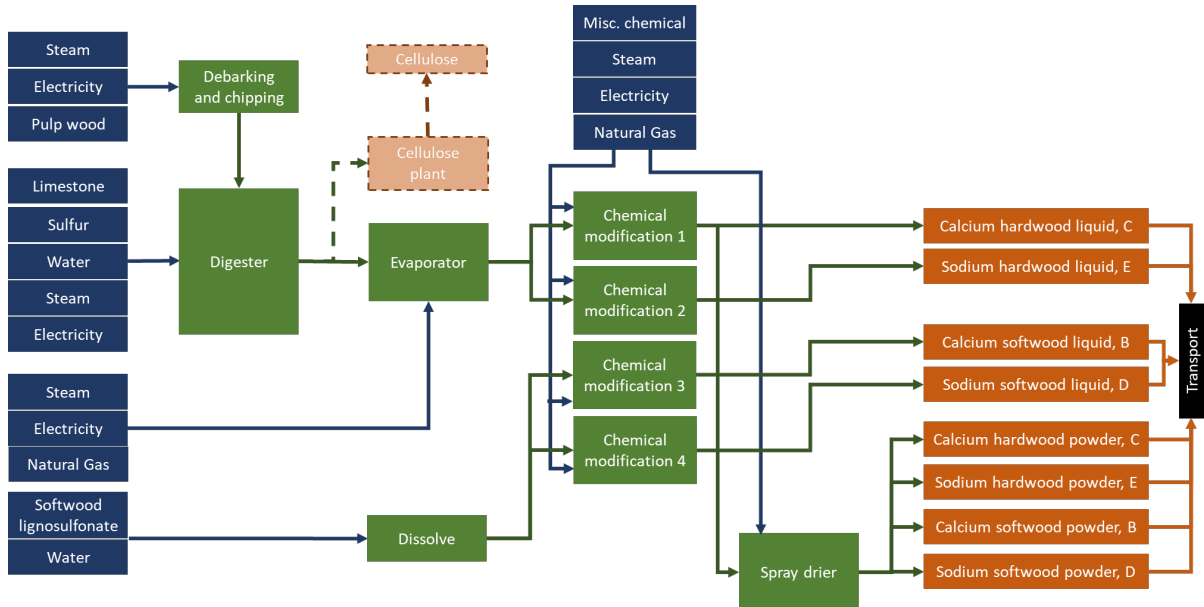 Steam
Electricity
Pulp wood
Debarking
and chipping
Cellulose
Cellulose
plant
Misc. chemical
Steam
Electricity
Natural Gas
Limestone
Sulfur
Water
Steam
Electricity
Digester
Evaporator
Chemical
modification 1
Chemical
modification 2
Chemical
modification 3
Chemical
modification 4
Steam
Electricity
Natural Gas
Softwood
lignosulfonate
Water
Dissolve
Spray drier
Calcium hardwood liquid, C
Sodium hardwood liquid, E
Calcium softwood liquid, B
Sodium softwood liquid, D
Calcium hardwood powder, C
Sodium hardwood powder, E
Calcium softwood powder, B
Sodium softwood powder, D
Transport